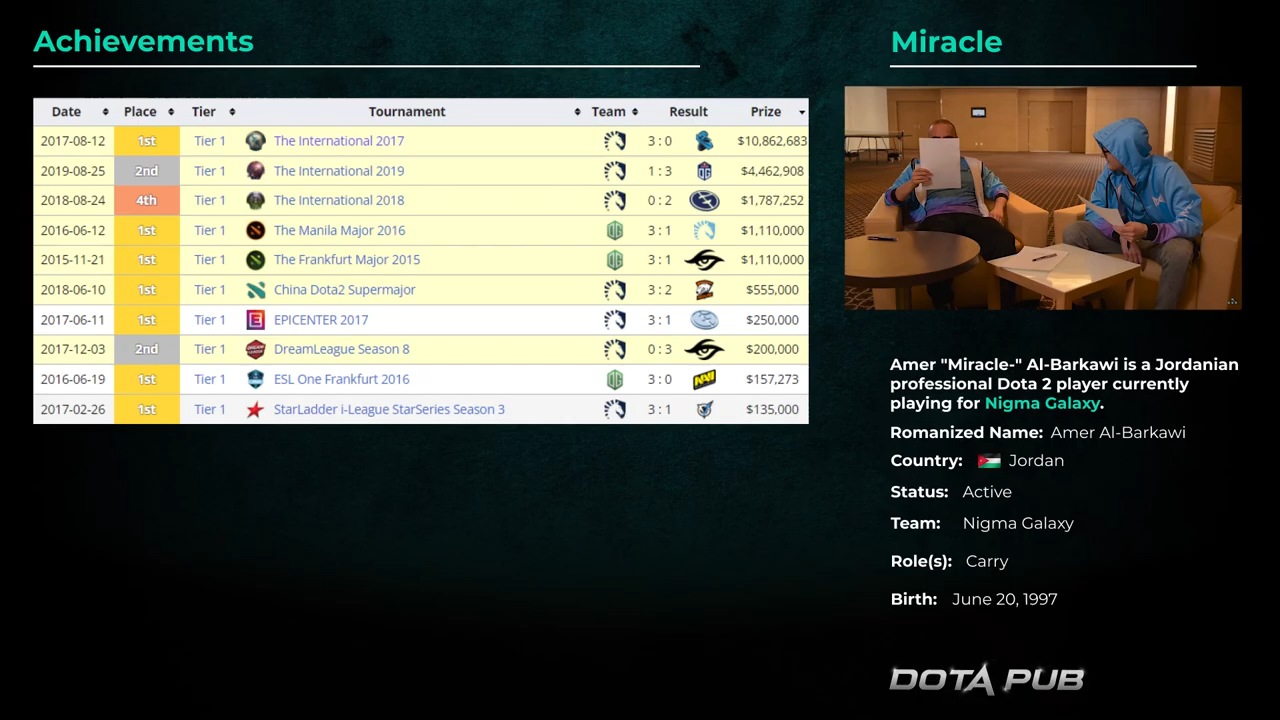 Achievements
Date Place Tier Tournament Team Result Prize
2017-08-12 1st Tier 1 The International 2017 3 : 0 $10,862,683
2019-08-25 2nd Tier 1 The International 2019 OG 1 : 3 $4,462,908
2018-08-24 4th Tier 1 The International 2018 0 : 2 $1,787,252
2016-06-12 1st Tier 1 The Manila Major 2016 OG 3 : 1 $1,110,000
2015-11-21 1st Tier 1 The Frankfurt Major 2015 OG 3 : 1 $1,110,000
2018-06-10 1st Tier 1 China Dota2 Supermajor 3 : 2 $555,000
2017-06-11 1st Tier 1 EPICENTER 2017 3 : 1 $250,000
2017-12-03 2nd Tier 1 DreamLeague Season 8 0 : 3 $200,000
2016-06-19 1st Tier 1 ESL One Frankfurt 2016 OG 3 : 0 $157,273
2017-02-26 1st Tier 1 StarLadder i-League StarSeries Season 3 3 : 1 $135,000
Miracle
Amer "Miracle-" Al-Barkawi is a Jordanian
professional Dota 2 player currently
playing for Nigma Galaxy.
Romanized Name: Amer Al-Barkawi
Country: Jordan
Status: Active
Team: Nigma Galaxy
Role(s): Carry
Birth: June 20, 1997
DOTA PUB